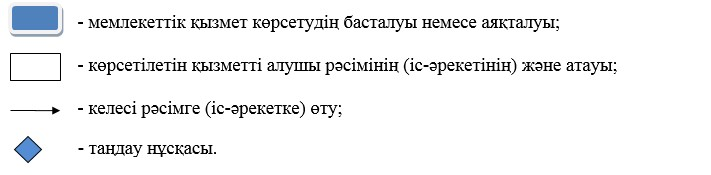 - мемлекеттік қызмет көрсетудің басталуы немесе аяқталуы;
- көрсетілетін қызметті алушы рәсімінің (іс-әрекетінің) және атауы;
- келесі рәсімге (іс-әрекетке) өту;
- таңдау нұсқасы.